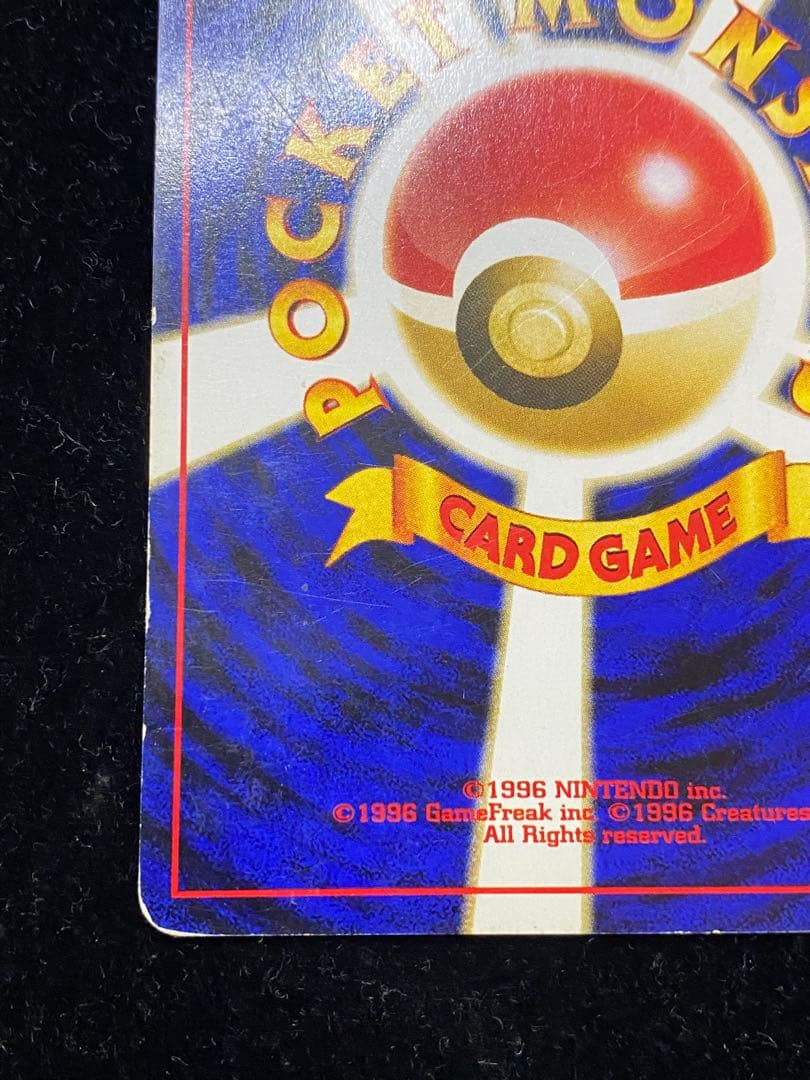 POCKET MONS
CARD GAME
©1996 NINTENDO inc.
©1996 GameFreak inc. ©1996 Creatures
All Rights reserved.